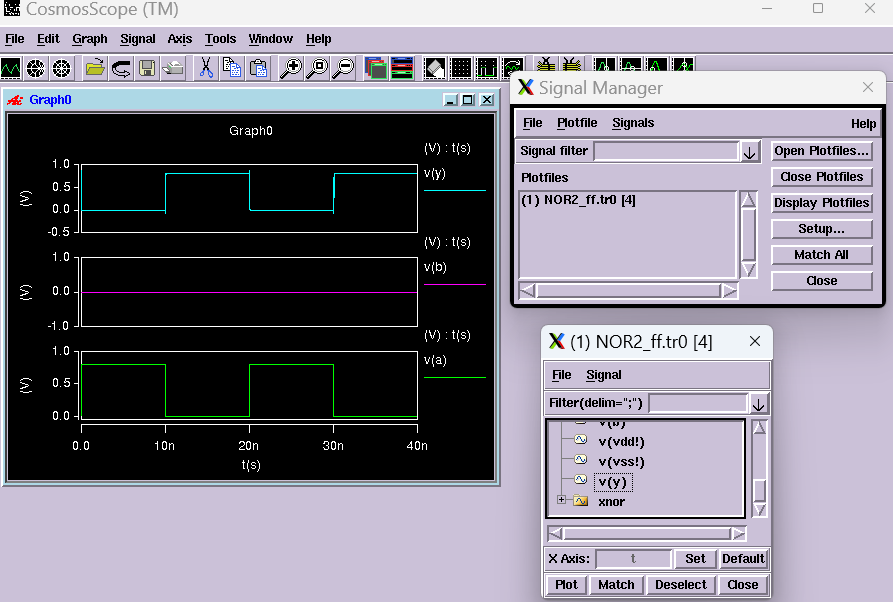 CosmosScope (TM)
File Edit Graph Signal Axis Tools Window Help
Graph0
Graph0
(V) : t(s)
v(y)
1.0
0.5
0.0
-0.5
(V)
(V) : t(s)
v(b)
1.0
0.0
-1.0
(V)
(V) : t(s)
v(a)
1.0
0.5
0.0
(V)
0.0 10n 20n 30n 40n
t(s)
Signal Manager
File Plotfile Signals Help
Signal filter
Plotfiles
(1) NOR2_ff.tr0 [4]
Open Plotfiles...
Close Plotfiles
Display Plotfiles
Setup...
Match All
Close
(1) NOR2_ff.tr0 [4]
File Signal
Filter(delim=";")
v(b)
v(vdd!)
v(vss!)
v(y)
xnor
X Axis: t Set Default
Plot Match Deselect Close